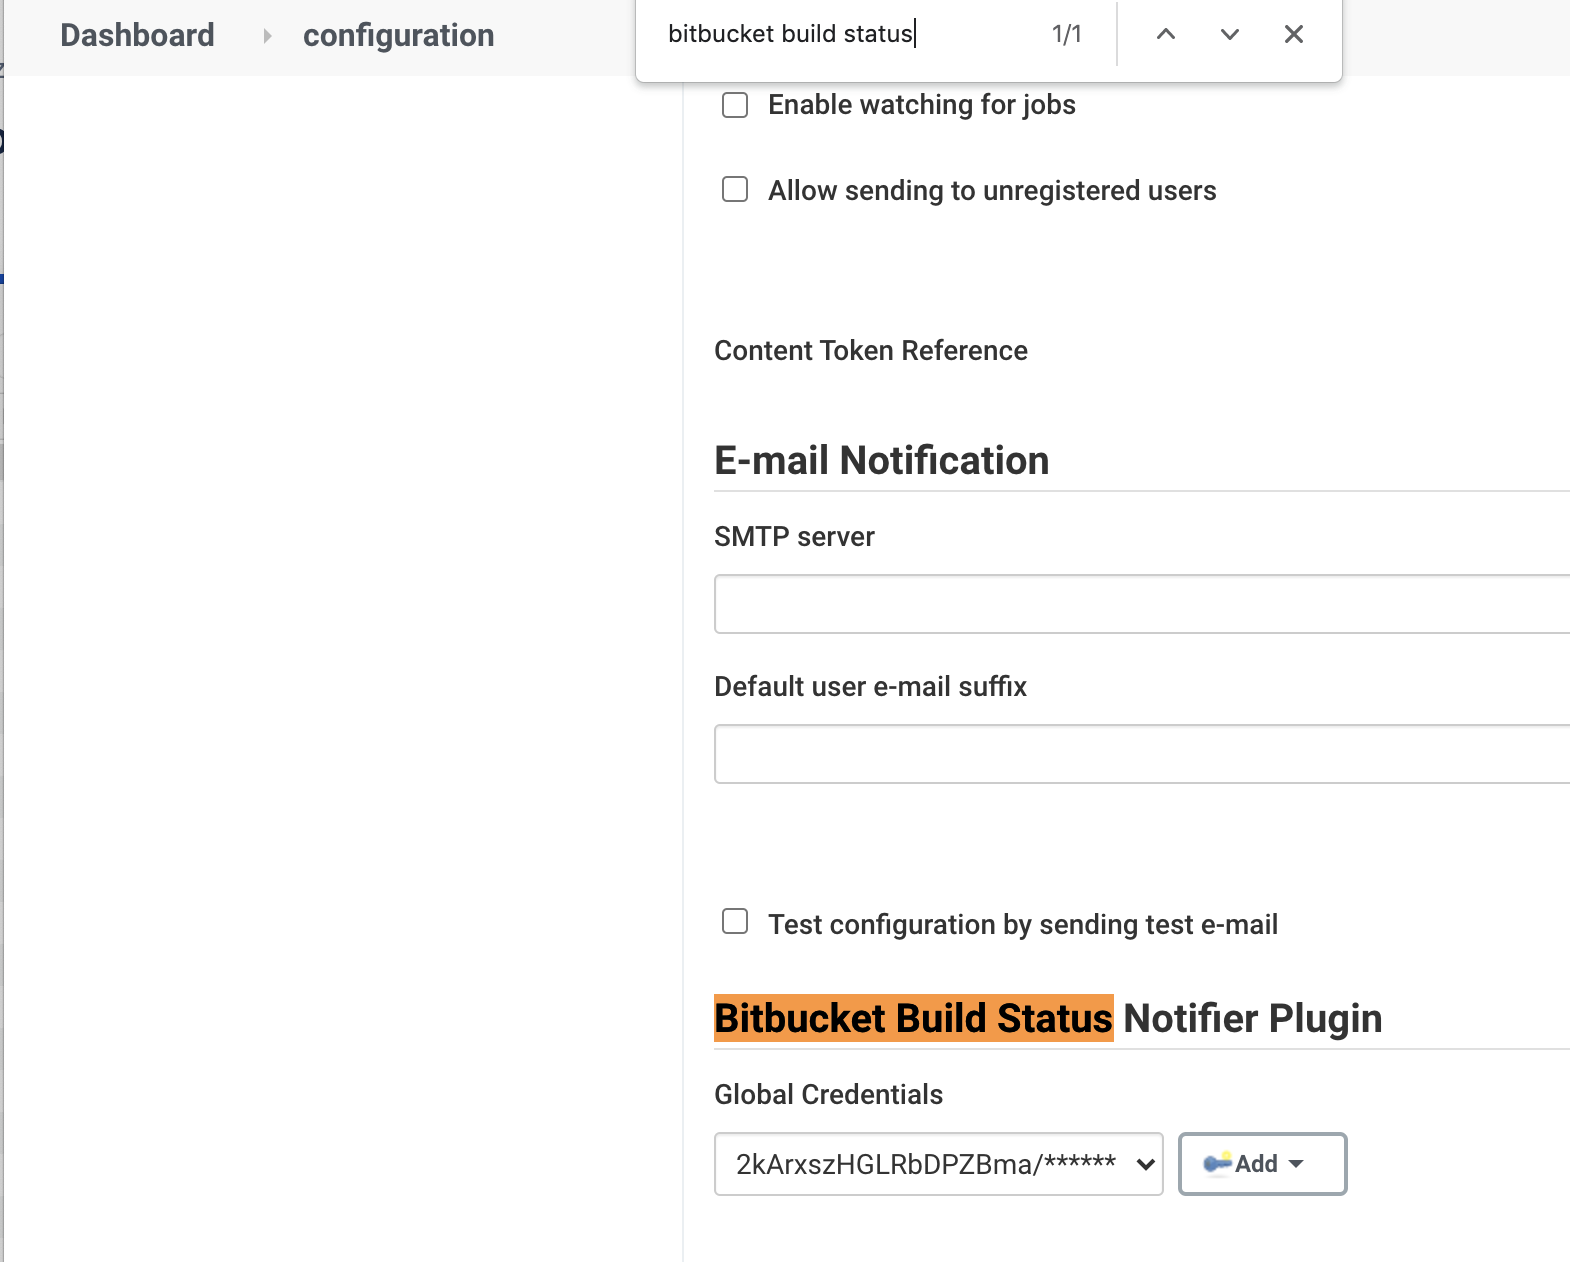 Dashboard configuration
bitbucket build status 1/1
Enable watching for jobs
Allow sending to unregistered users
Content Token Reference
E-mail Notification
SMTP server
Default user e-mail suffix
Test configuration by sending test e-mail
Bitbucket Build Status Notifier Plugin
Global Credentials
2kArxszHGLRbDPZBma/****** Add